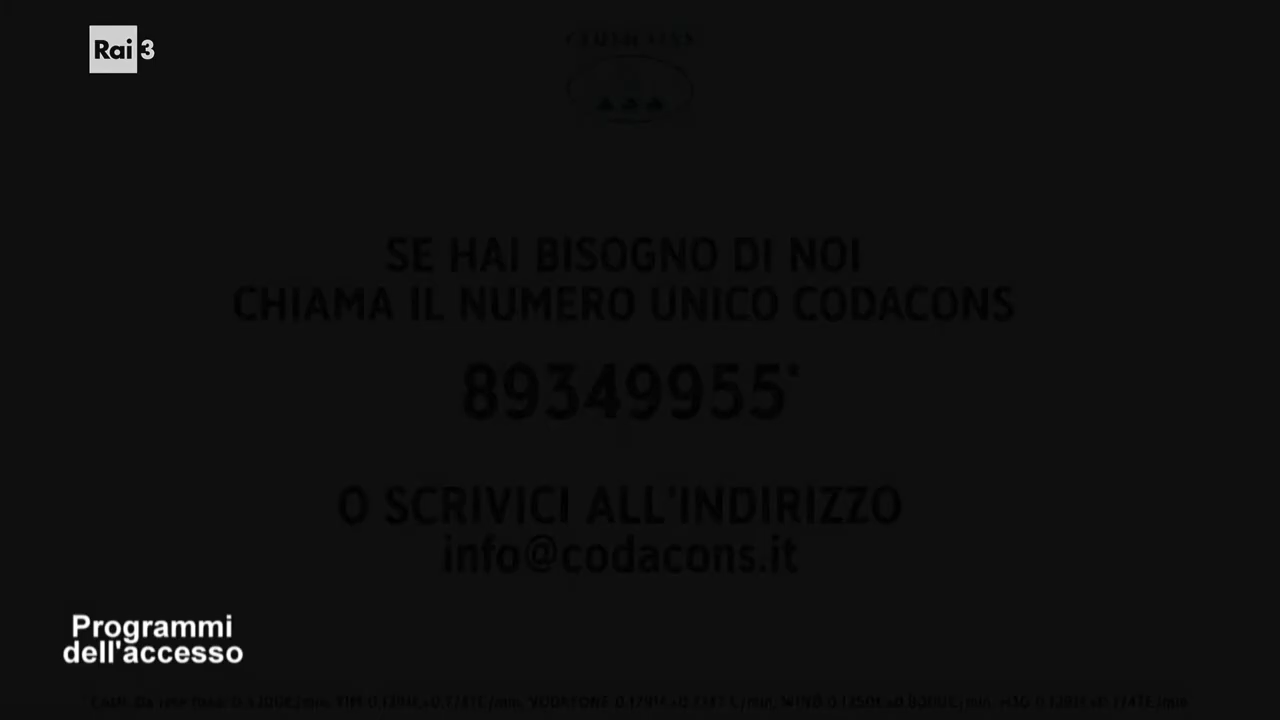 Rai 3
SE HAI BISOGNO DI NOI
CHIAMA IL NUMERO UNICO CODACONS
89349955*
O SCRIVICI ALL'INDIRIZZO
info@codacons.it
Programmi
dell'accesso